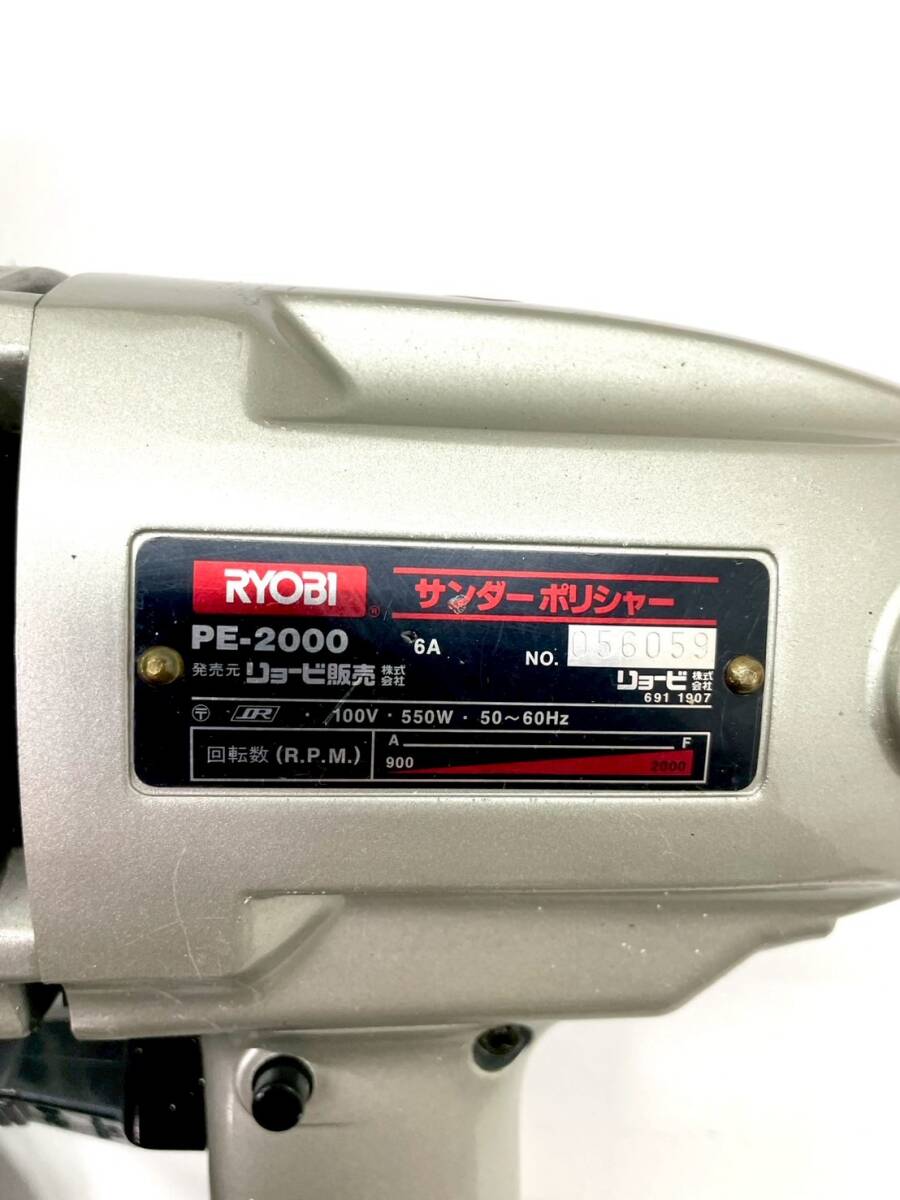 RYOBI ® サンダーポリシャー
PE-2000 6A NO. 056059
発売元 リョービ販売 株式会社 リョービ 株式会社
691 1907
〒 JR · 100V · 550W · 50～60Hz
回転数 (R.P.M.) A F
900 2000